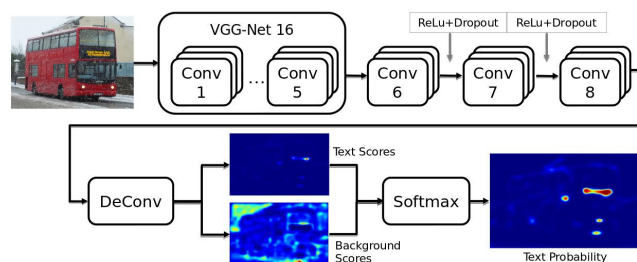 VGG-Net 16
ReLu+Dropout
ReLu+Dropout
Conv
1
...
Conv
5
Conv
6
Conv
7
Conv
8
DeConv
Text Scores
Background
Scores
Softmax
Text Probability